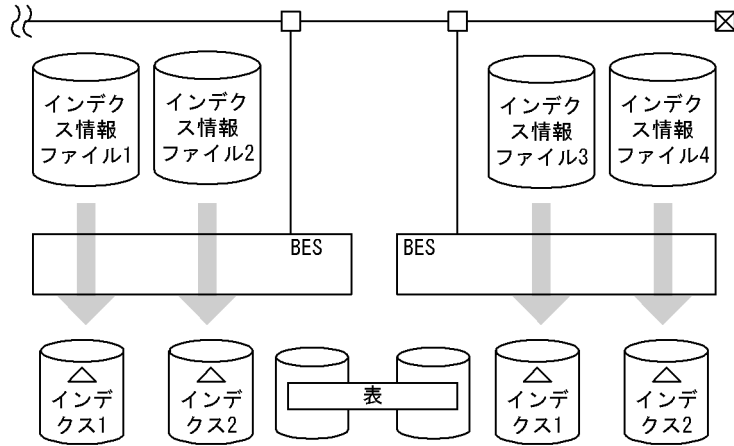 インデク
ス情報
ファイル1
インデク
ス情報
ファイル2
インデク
ス情報
ファイル3
インデク
ス情報
ファイル4
BES
BES
インデ
クス1
インデ
クス2
表
インデ
クス1
インデ
クス2